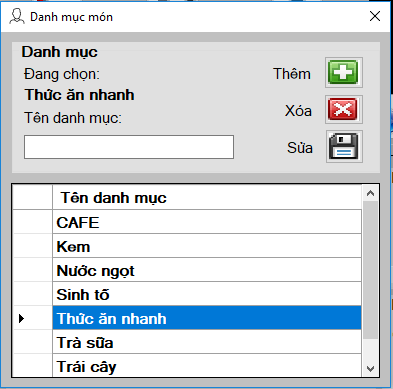 Danh mục món
Danh mục
Đang chọn:
Thức ăn nhanh
Tên danh mục:
Thêm
Xóa
Sửa
Tên danh mục
CAFE
Kem
Nước ngọt
Sinh tố
Thức ăn nhanh
Trà sữa
Trái cây